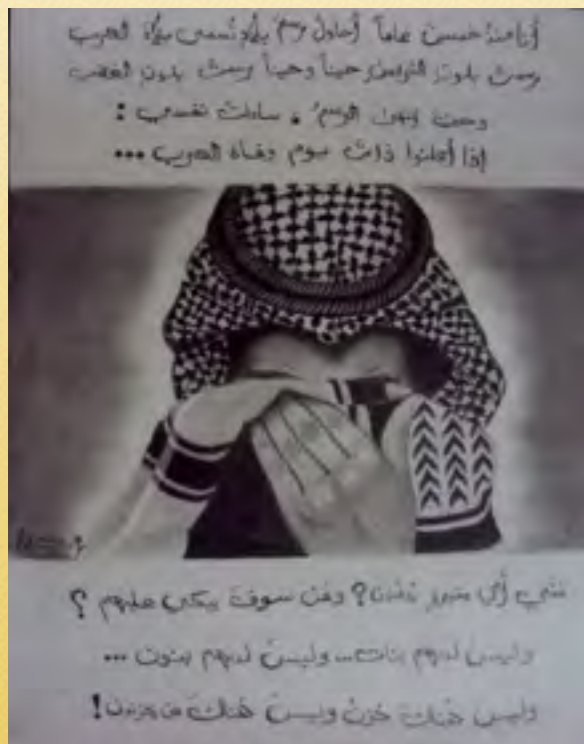 أنا منذ خمسين عاماً أحاول رسم بلاد تسمى بلاد العرب
رسمت بلون الشرايين حيناً وحيناً رسمت بلون الغضب
وحين انتهى الرسم ، ساءلت نفسي :
إذا أعلنوا ذات يوم وفاة العرب ...
ففي أي مقبرة تدفن؟ ومن سوف يبكي عليهم ؟
وليس لديهم بنات.. وليس لديهم بنون ...
وليس هناك حزن وليس هناك من يحزنون!